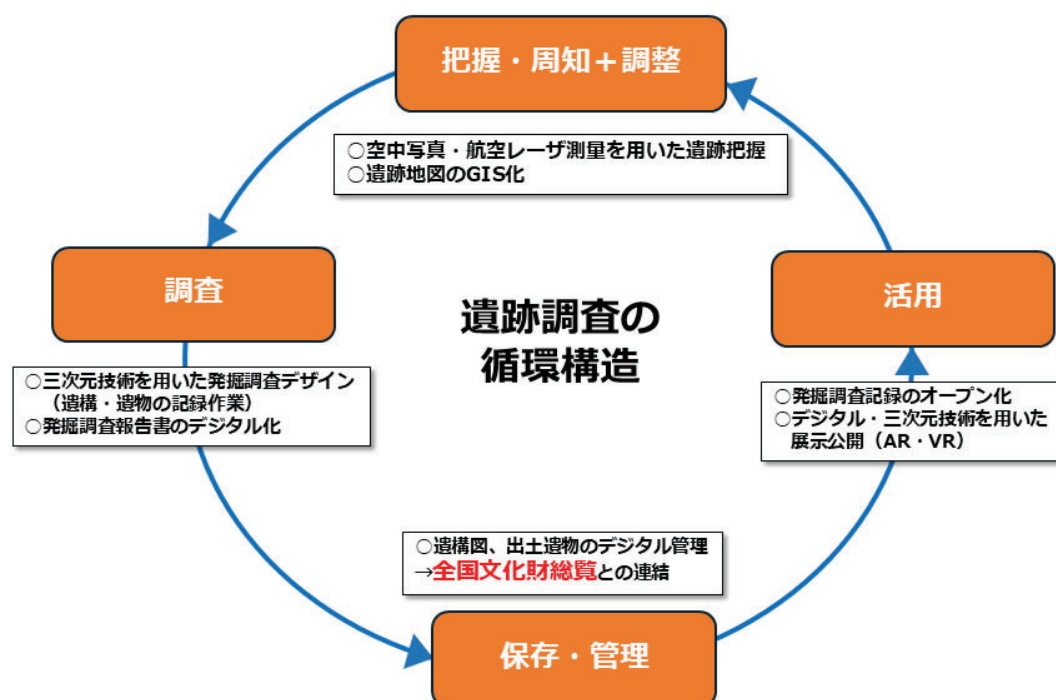 把握・周知＋調整
○空中写真・航空レーザ測量を用いた遺跡把握
○遺跡地図のGIS化
調査
活用
遺跡調査の
循環構造
○三次元技術を用いた発掘調査デザイン
（遺構・遺物の記録作業）
○発掘調査報告書のデジタル化
○発掘調査記録のオープン化
○デジタル・三次元技術を用いた
展示公開（AR・VR）
○遺構図、出土遺物のデジタル管理
→全国文化財総覧との連結
保存・管理